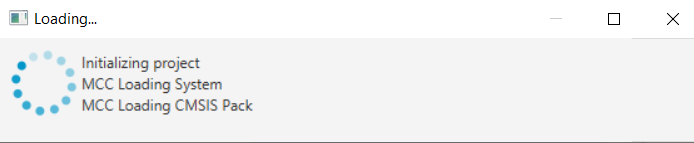 Loading...
Initializing project
MCC Loading System
MCC Loading CMSIS Pack